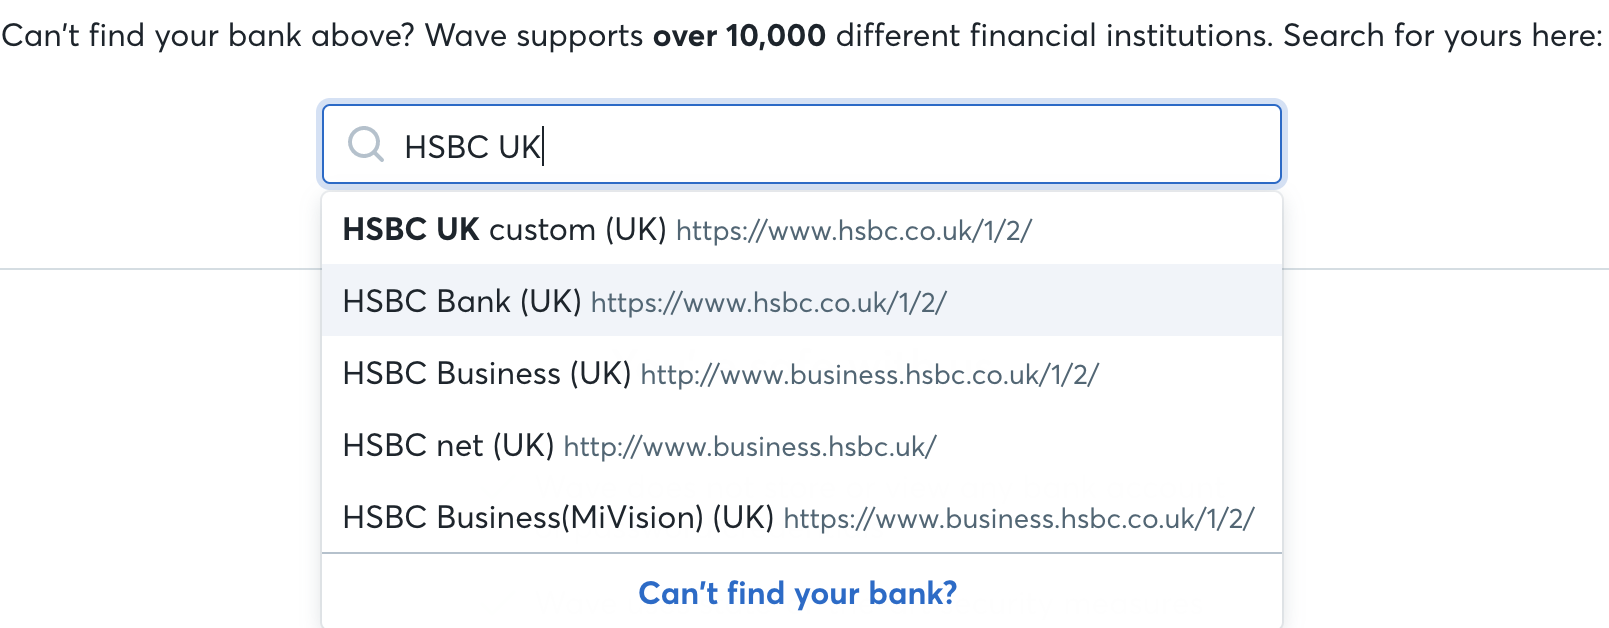 Can't find your bank above? Wave supports over 10,000 different financial institutions. Search for yours here:
HSBC UK
HSBC UK custom (UK) https://www.hsbc.co.uk/1/2/
HSBC Bank (UK) https://www.hsbc.co.uk/1/2/
HSBC Business (UK) http://www.business.hsbc.co.uk/1/2/
HSBC net (UK) http://www.business.hsbc.uk/
HSBC Business(MiVision) (UK) https://www.business.hsbc.co.uk/1/2/
Can't find your bank?